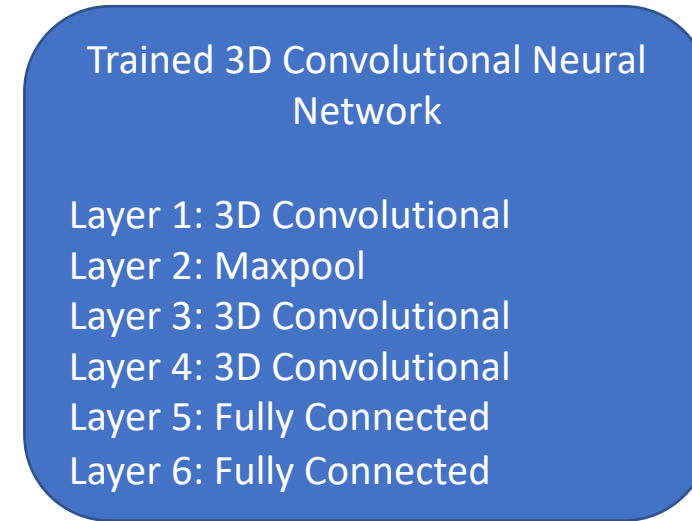 Trained 3D Convolutional Neural
Network
Layer 1: 3D Convolutional
Layer 2: Maxpool
Layer 3: 3D Convolutional
Layer 4: 3D Convolutional
Layer 5: Fully Connected
Layer 6: Fully Connected